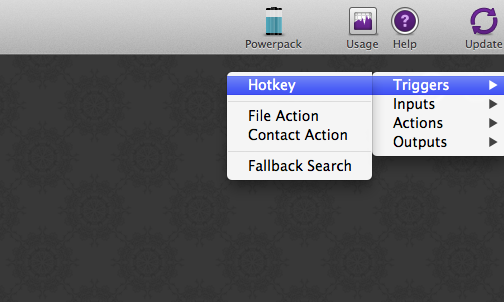 Powerpack Usage Help Update
Hotkey
File Action
Contact Action
Fallback Search
Triggers
Inputs
Actions
Outputs